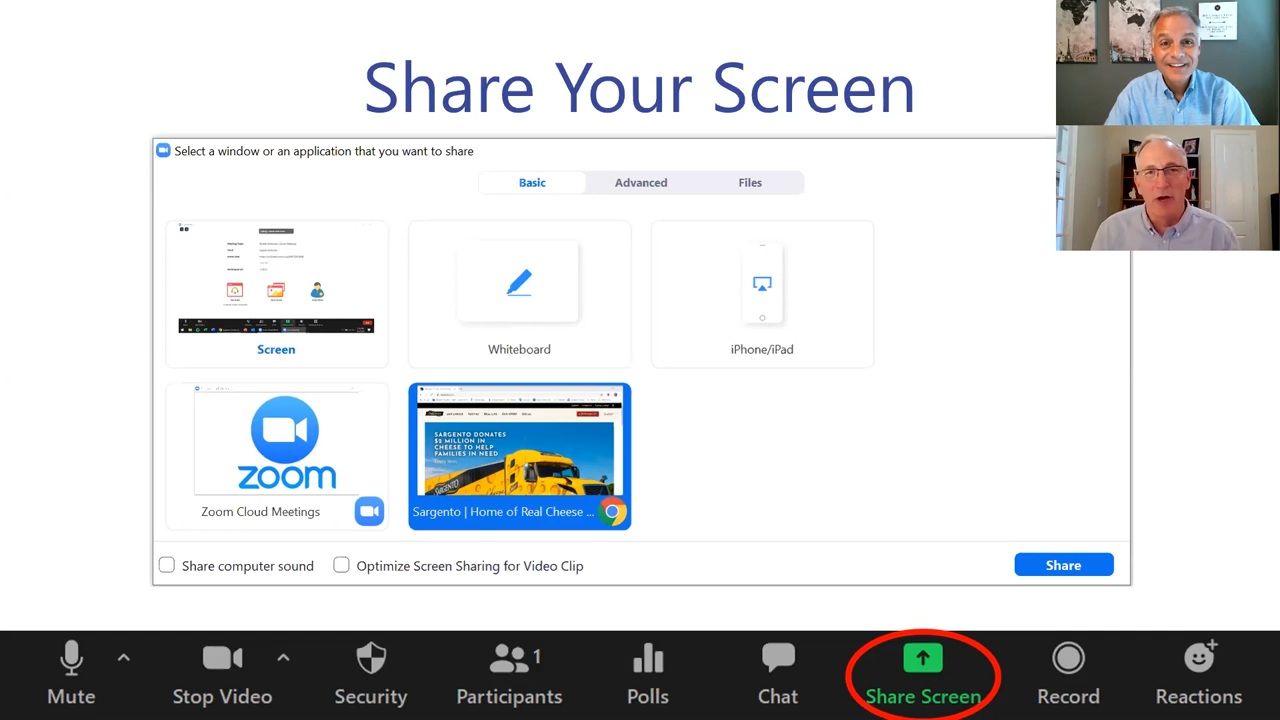 Share Your Screen
Select a window or an application that you want to share
Basic
Advanced
Files
Screen
Whiteboard
iPhone/iPad
zoom
Zoom Cloud Meetings
SARGENTO DONATES
$2 MILLION IN
CHEESE TO HELP
FAMILIES IN NEED
SARGENTO
Sargento | Home of Real Cheese ...
Share computer sound
Optimize Screen Sharing for Video Clip
Share
Mute
Stop Video
Security
1
Participants
Polls
Chat
Share Screen
Record
Reactions